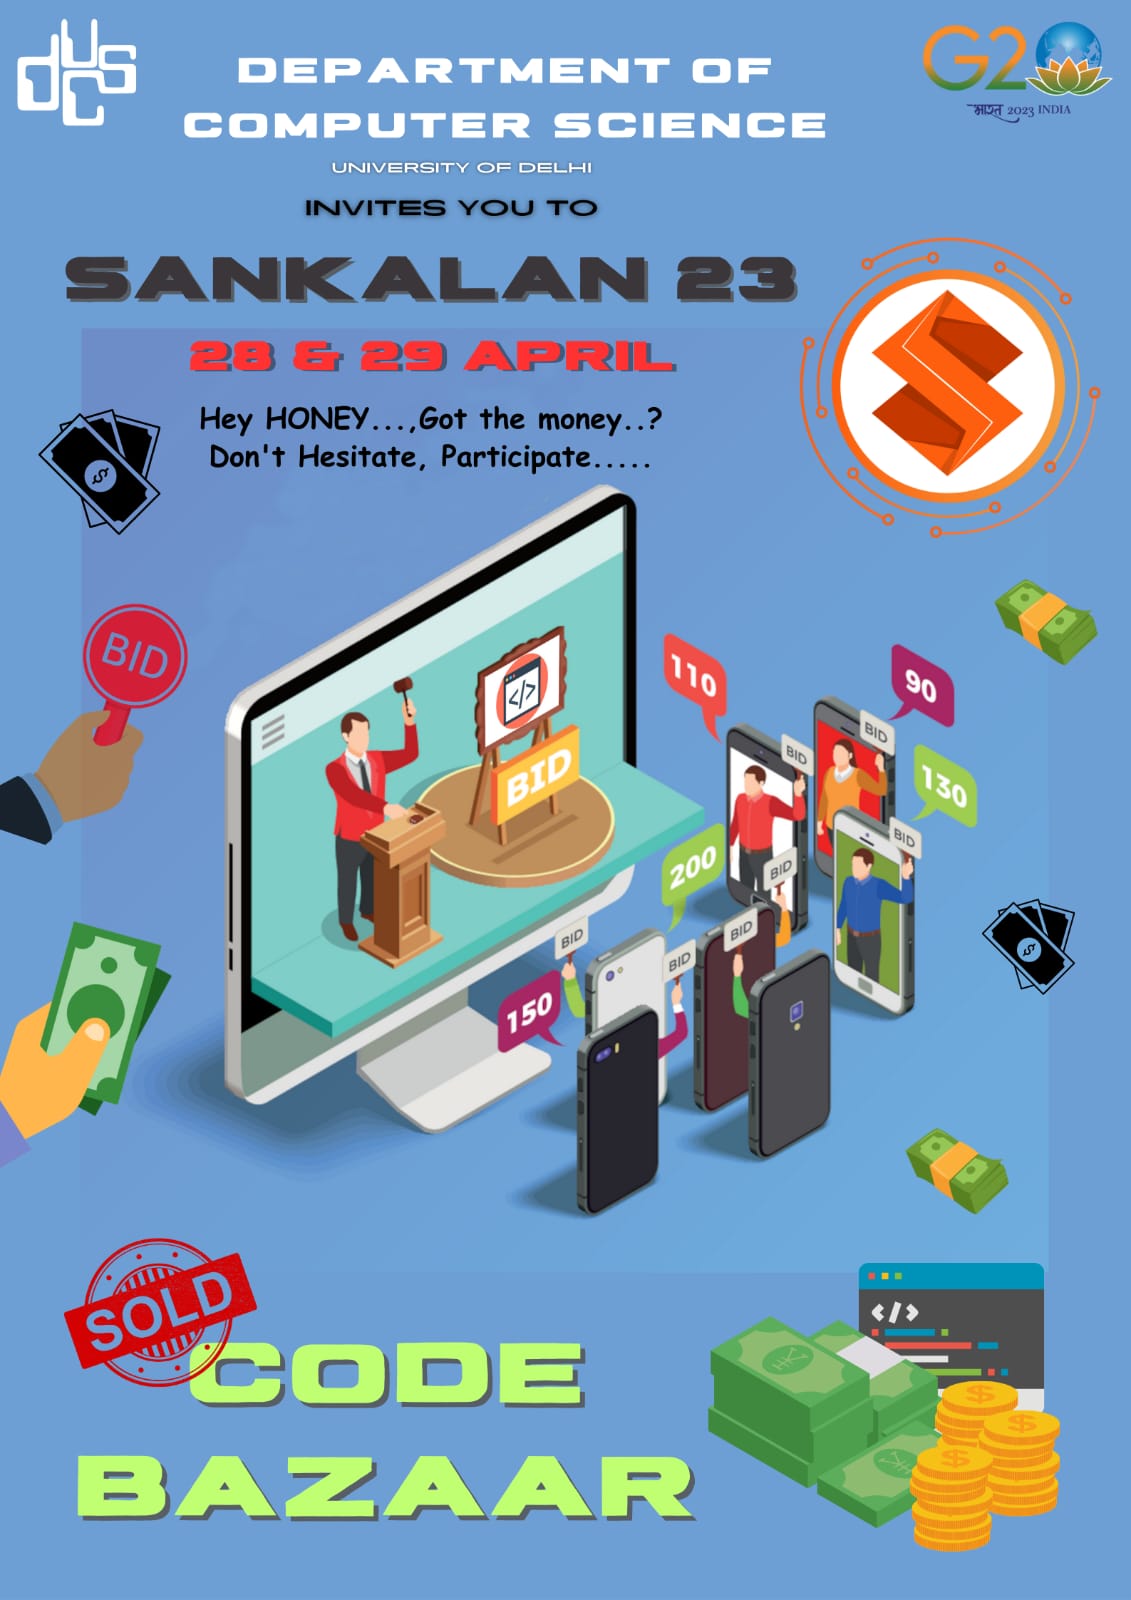 DUCS
G20
भारत 2023 INDIA
DEPARTMENT OF
COMPUTER SCIENCE
UNIVERSITY OF DELHI
INVITES YOU TO
SANKALAN 23
28 & 29 APRIL
Hey HONEY...,Got the money..?
Don't Hesitate, Participate.....
BID
</>
BID
110
BID
90
BID
130
BID
200
BID
BID
BID
BID
150
SOLD
CODE
BAZAAR
</>